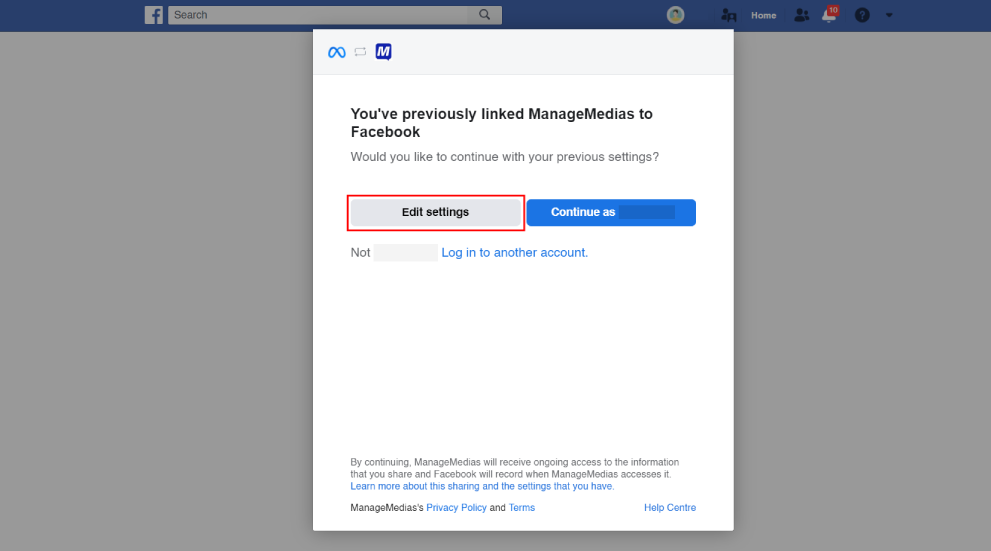 Search
Home
10
?
M
You've previously linked ManageMedias to
Facebook
Would you like to continue with your previous settings?
Edit settings
Continue as
Not
Log in to another account.
By continuing, ManageMedias will receive ongoing access to the information
that you share and Facebook will record when ManageMedias accesses it.
Learn more about this sharing and the settings that you have.
ManageMedias's Privacy Policy and Terms
Help Centre